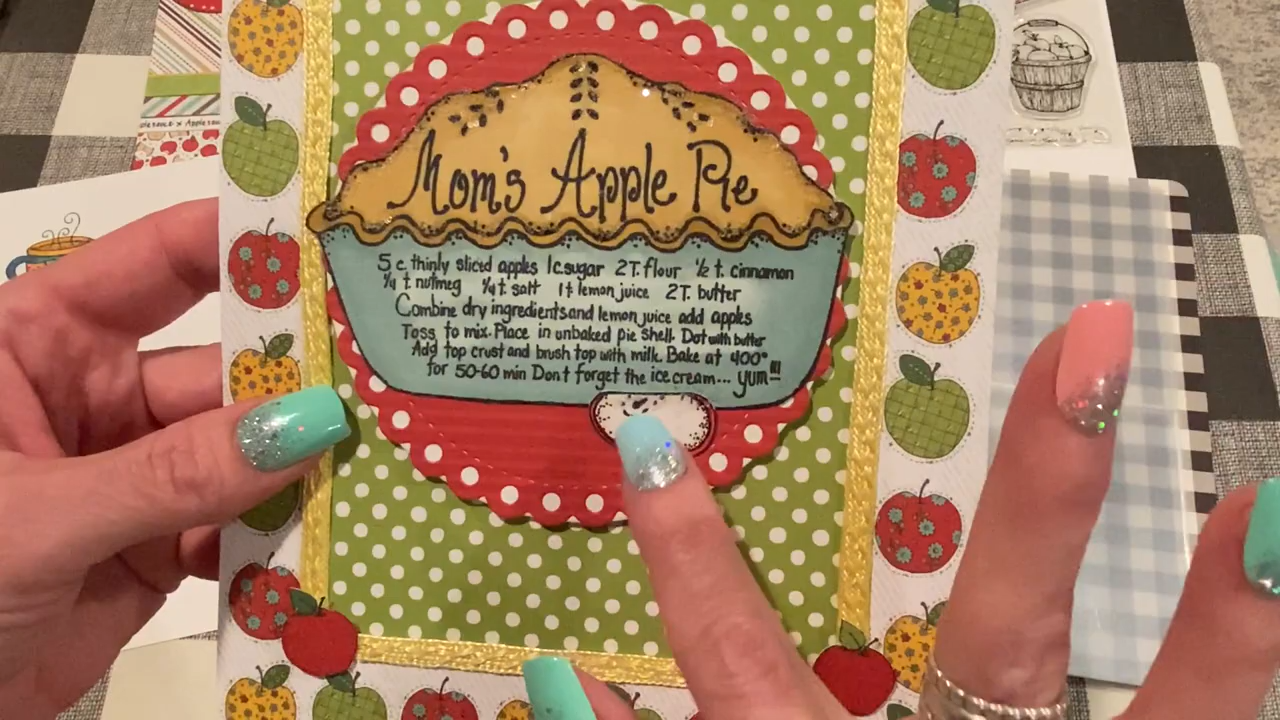 Mom's Apple Pie
5 c. thinly sliced apples 1c. sugar 2T. flour ½ t. cinnamon
¼ t. nutmeg ¼ t. salt 1 t lemon juice 2T. butter
Combine dry ingredients and lemon juice add apples
Toss to mix. Place in unbaked pie shell. Dot with butter
Add top crust and brush top with milk. Bake at 400°
for 50-60 min Don't forget the ice cream... yum!!!